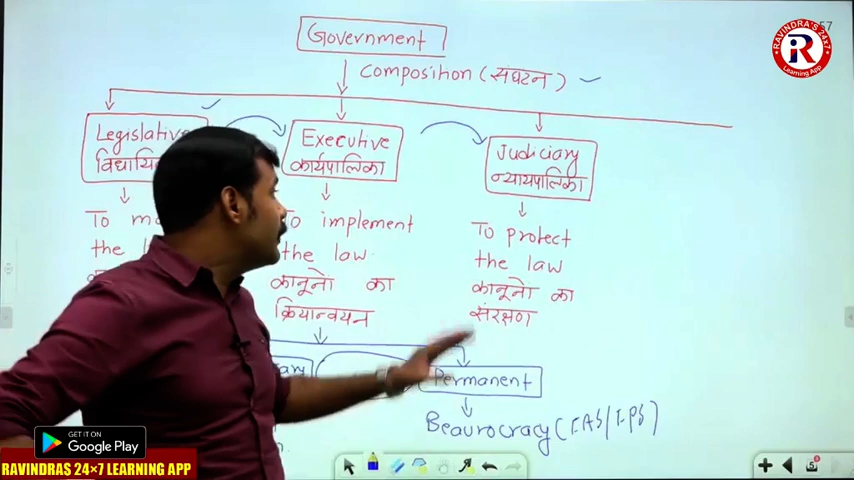 Government
57
RAVINDRA'S 24x7
R
Learning App
Composition (संघटन)
Legislative
Executive
कार्यपालिका
Judiciary
न्यायपालिका
To
the
To implement
the law
कानूनो का
क्रियान्वयन
To protect
the law
कानूनो का
संरक्षण
Permanent
Beaurocracy (IAS/IPS)
GET IT ON
Google Play
RAVINDRAS 24×7 LEARNING APP